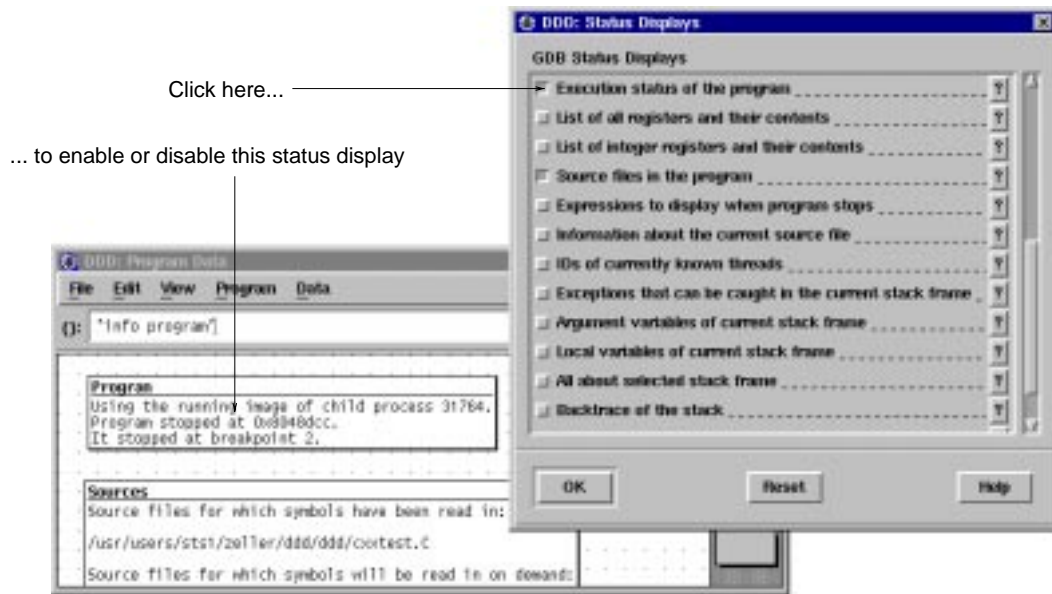 DDD: Status Displays
GDB Status Displays
Click here...
Execution status of the program ?
List of all registers and their contents ?
List of integer registers and their contents ?
... to enable or disable this status display
Source files in the program ?
Expressions to display when program stops ?
Information about the current source file ?
IDs of currently known threads ?
Exceptions that can be caught in the current stack frame ?
Argument variables of current stack frame ?
Local variables of current stack frame ?
All about selected stack frame ?
Backtrace of the stack ?
OK Reset Help
DDD: Program Data
File Edit View Program Data
(): `info program`
Program
Using the running image of child process 31764.
Program stopped at 0x8048dcc.
It stopped at breakpoint 2.
Sources
Source files for which symbols have been read in:
/usr/users/stsi/zeller/ddd/ddd/cxxtest.C
Source files for which symbols will be read in on demand: